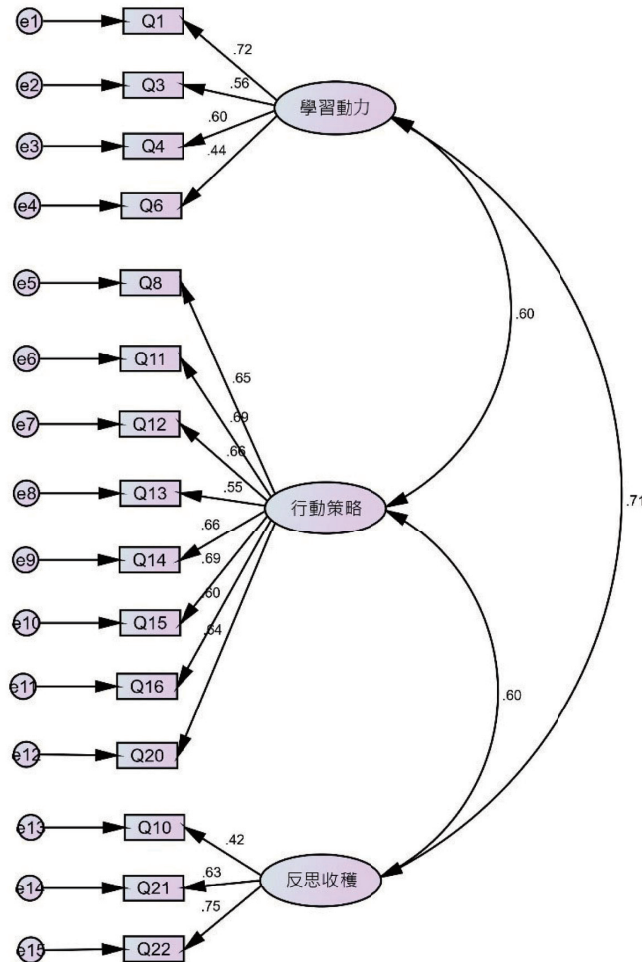 e1 Q1
.72
e2 Q3
.56
學習動力
e3 Q4
.60
.44
e4 Q6
e5 Q8
.60
e6 Q11
.65
e7 Q12
.69
.66
e8 Q13
.55
行動策略
.71
.66
e9 Q14
.69
.60
e10 Q15
.64
e11 Q16
.60
e12 Q20
e13 Q10
.42
反思收穫
e14 Q21
.63
.75
e15 Q22